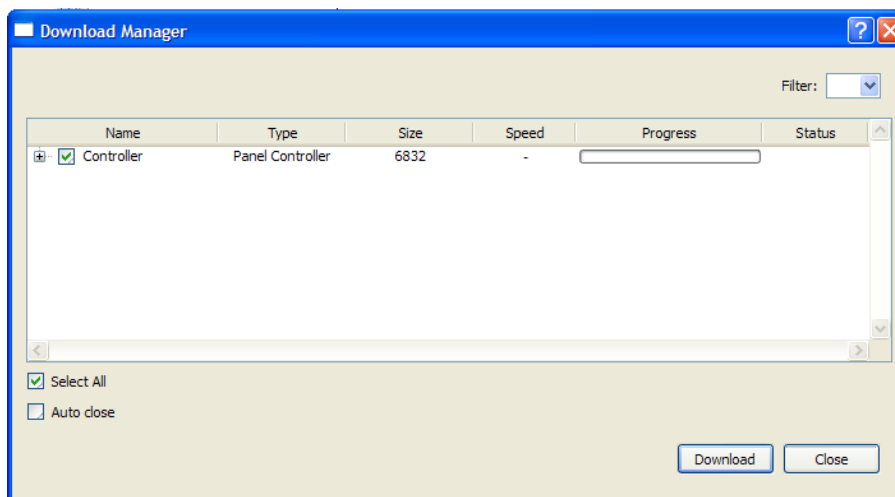 Download Manager
Filter:
Name Type Size Speed Progress Status
Controller Panel Controller 6832 -
Select All
Auto close
Download Close